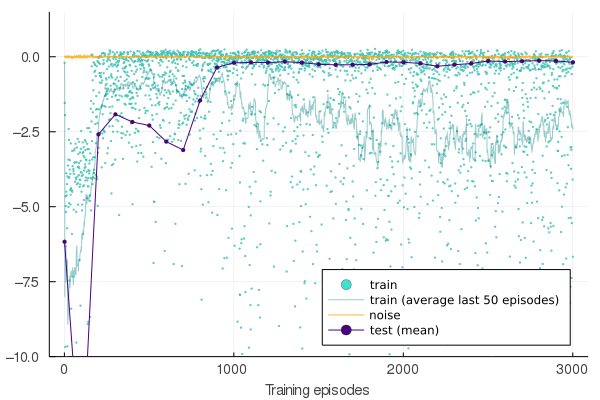 0.0
−2.5
−5.0
−7.5
−10.0
0
1000
2000
3000
Training episodes
train
train (average last 50 episodes)
noise
test (mean)